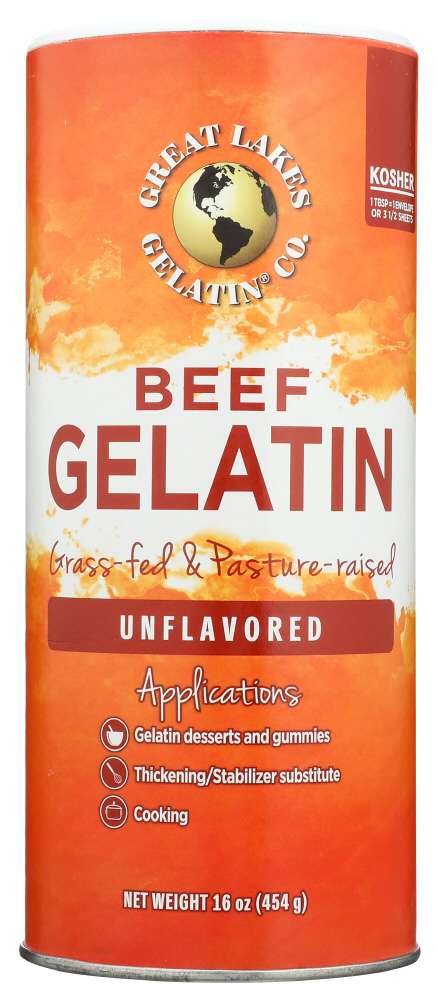 GREAT LAKES
GELATIN® CO.
KOSHER
1 TBSP=1 ENVELOPE
OR 3 1/2 SHEETS
BEEF
GELATIN
Grass-fed & Pasture-raised
UNFLAVORED
Applications
Gelatin desserts and gummies
Thickening/Stabilizer substitute
Cooking
NET WEIGHT 16 oz (454 g)